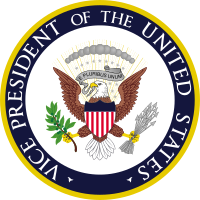 VICE PRESIDENT OF THE UNITED STATES
E PLURIBUS UNUM